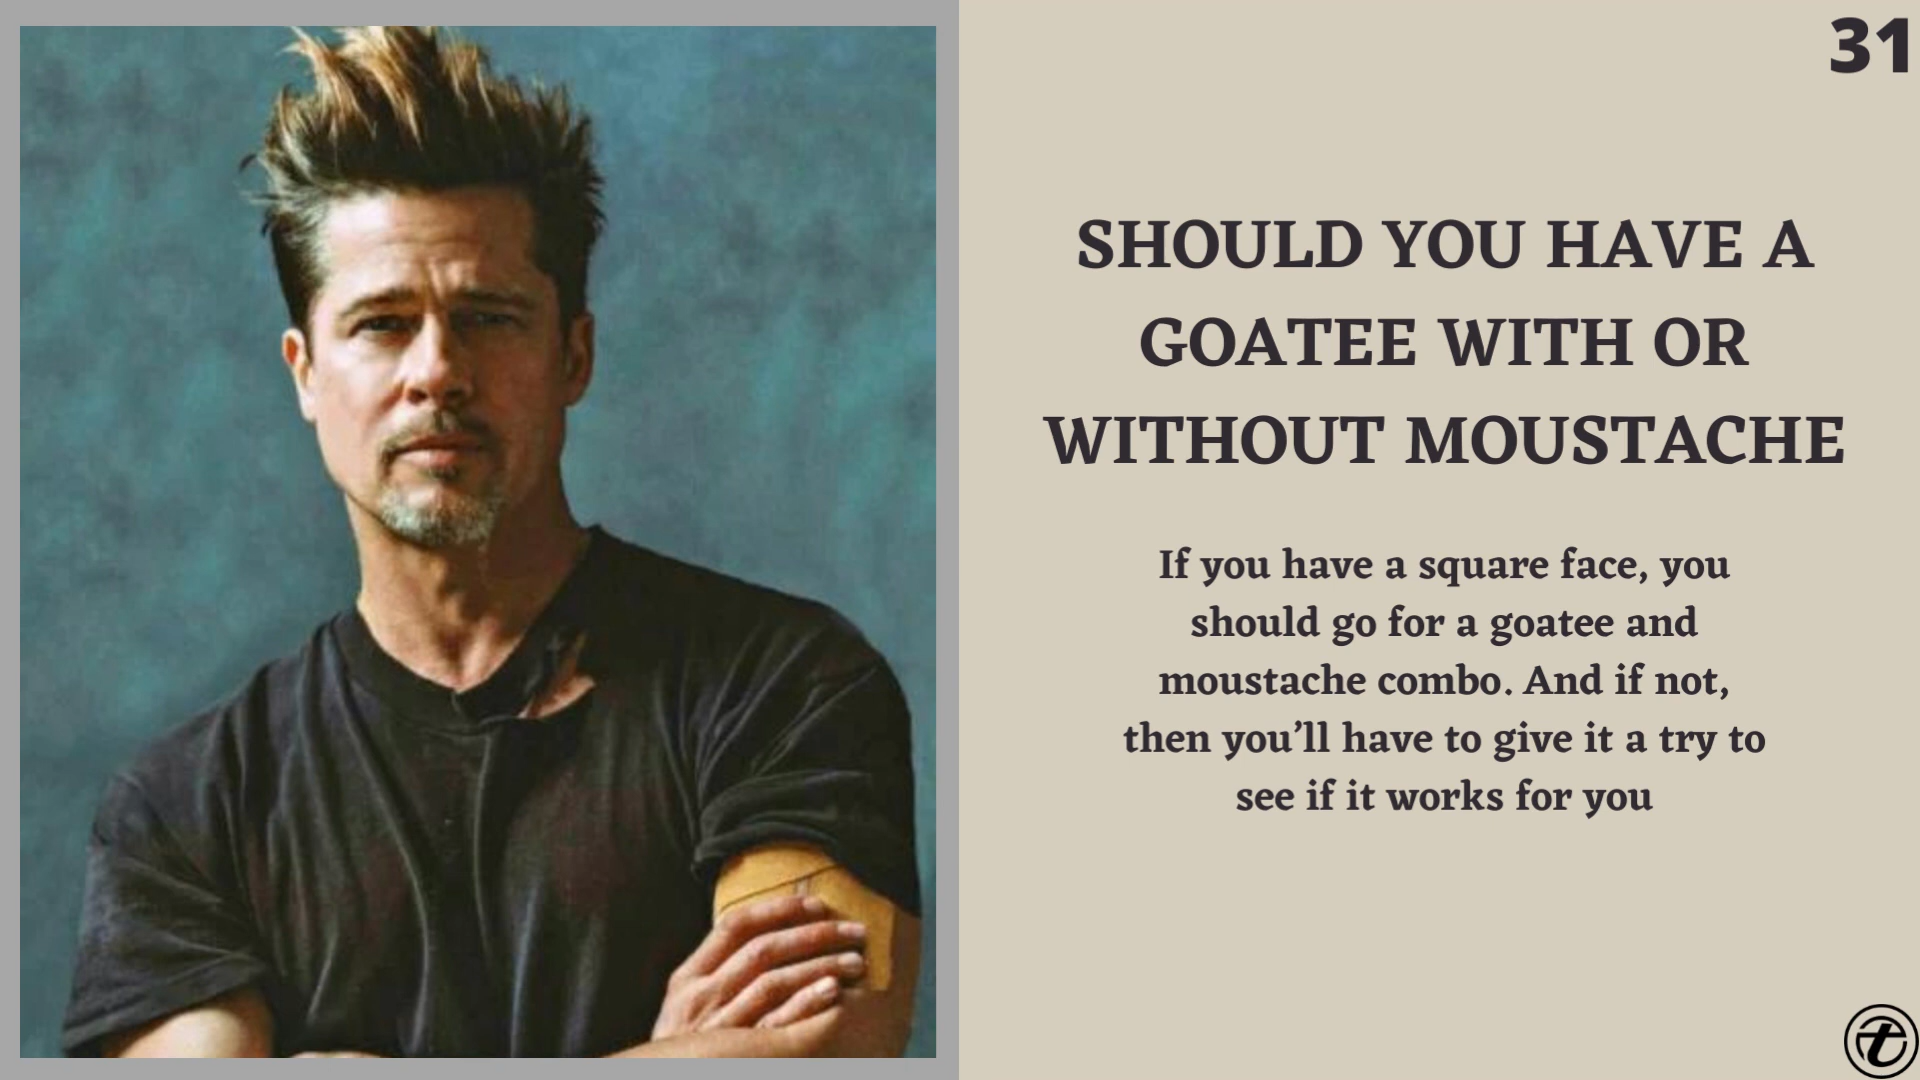 31
SHOULD YOU HAVE A
GOATEE WITH OR
WITHOUT MOUSTACHE
If you have a square face, you
should go for a goatee and
moustache combo. And if not,
then you’ll have to give it a try to
see if it works for you
t